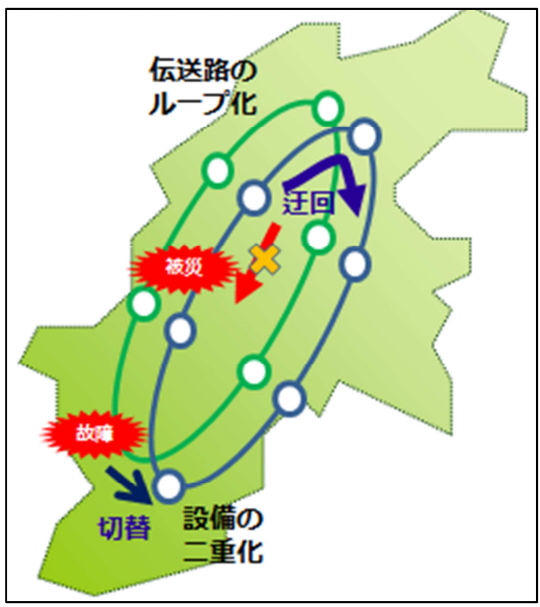 伝送路の
ループ化
迂回
被災
故障
切替
設備の
二重化